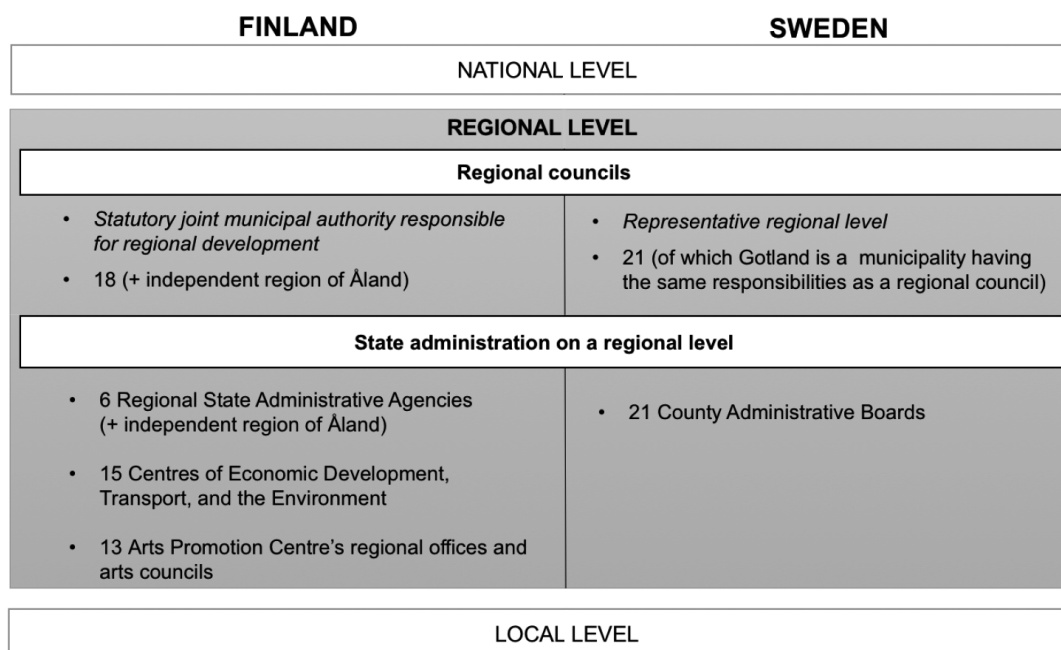 FINLAND
SWEDEN
NATIONAL LEVEL
REGIONAL LEVEL
Regional councils
• Statutory joint municipal authority responsible
for regional development
• 18 (+ independent region of Åland)
• Representative regional level
• 21 (of which Gotland is a municipality having
the same responsibilities as a regional council)
State administration on a regional level
• 6 Regional State Administrative Agencies
(+ independent region of Åland)
• 15 Centres of Economic Development,
Transport, and the Environment
• 13 Arts Promotion Centre's regional offices and
arts councils
• 21 County Administrative Boards
LOCAL LEVEL